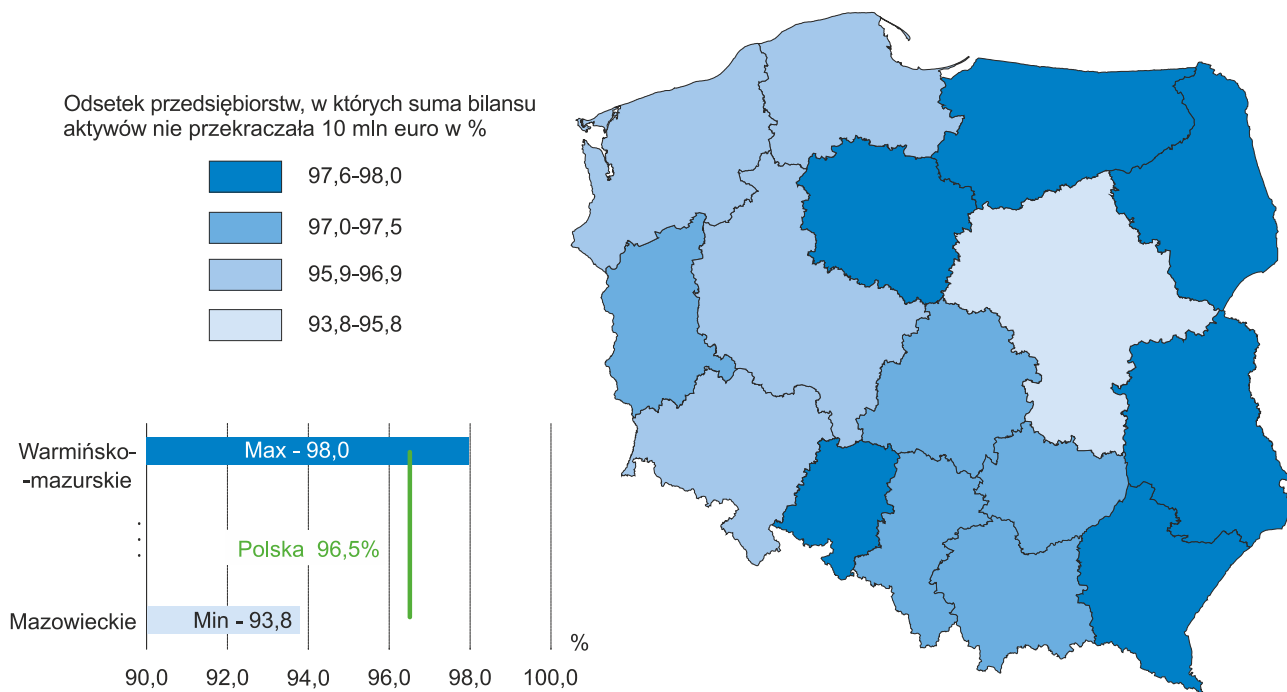 Odsetek przedsiębiorstw, w których suma bilansu
aktywów nie przekraczała 10 mln euro w %
97,6-98,0
97,0-97,5
95,9-96,9
93,8-95,8
Warmińsko-
-mazurskie
Max - 98,0
Polska 96,5%
Mazowieckie
Min - 93,8
%
90,0 92,0 94,0 96,0 98,0 100,0